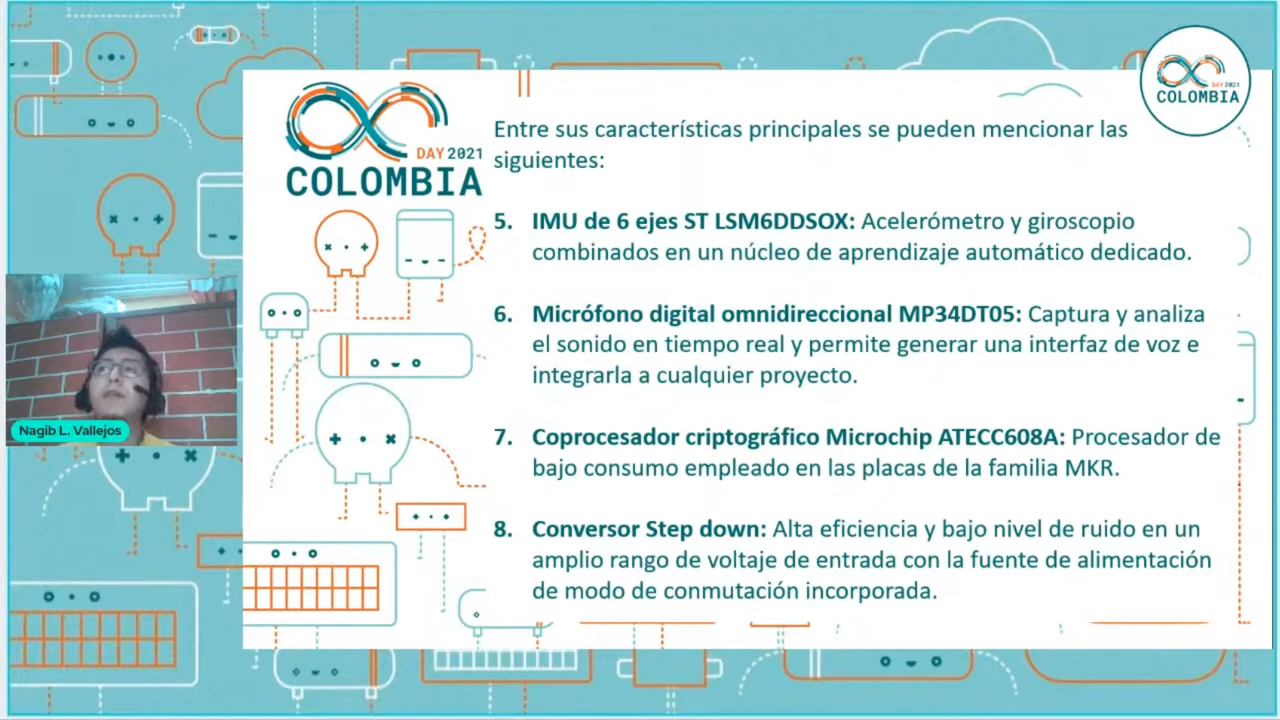 DAY 2021
COLOMBIA
DAY 2021
COLOMBIA
Entre sus características principales se pueden mencionar las
siguientes:
5. IMU de 6 ejes ST LSM6DDSOX: Acelerómetro y giroscopio
combinados en un núcleo de aprendizaje automático dedicado.
6. Micrófono digital omnidireccional MP34DT05: Captura y analiza
el sonido en tiempo real y permite generar una interfaz de voz e
integrarla a cualquier proyecto.
7. Coprocesador criptográfico Microchip ATECC608A: Procesador de
bajo consumo empleado en las placas de la familia MKR.
8. Conversor Step down: Alta eficiencia y bajo nivel de ruido en un
amplio rango de voltaje de entrada con la fuente de alimentación
de modo de conmutación incorporada.
Nagib L. Vallejos